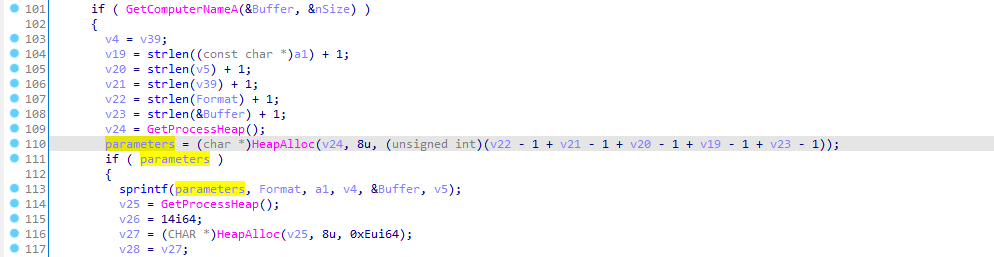 101 if ( GetComputerNameA(&Buffer, &nSize) )
102 {
103 v4 = v39;
104 v19 = strlen((const char *)a1) + 1;
105 v20 = strlen(v5) + 1;
106 v21 = strlen(v39) + 1;
107 v22 = strlen(Format) + 1;
108 v23 = strlen(&Buffer) + 1;
109 v24 = GetProcessHeap();
110 parameters = (char *)HeapAlloc(v24, 8u, (unsigned int)(v22 - 1 + v21 - 1 + v20 - 1 + v19 - 1 + v23 - 1));
111 if ( parameters )
112 {
113 sprintf(parameters, Format, a1, v4, &Buffer, v5);
114 v25 = GetProcessHeap();
115 v26 = 14i64;
116 v27 = (CHAR *)HeapAlloc(v25, 8u, 0xEui64);
117 v28 = v27;